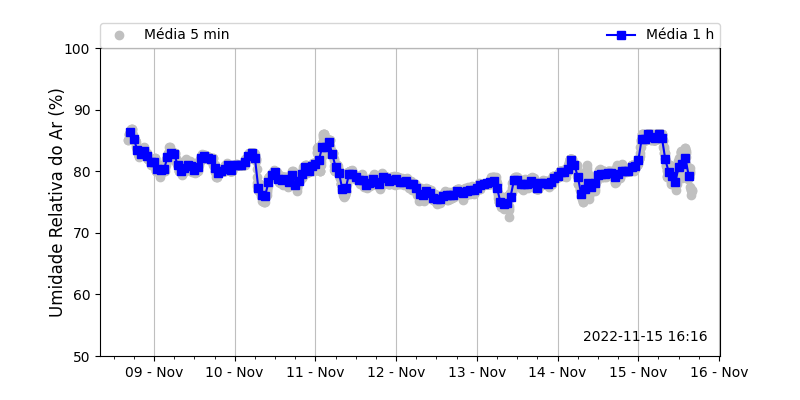 Média 5 min
Média 1 h
Umidade Relativa do Ar (%)
100
90
80
70
60
50
2022-11-15 16:16
09 - Nov
10 - Nov
11 - Nov
12 - Nov
13 - Nov
14 - Nov
15 - Nov
16 - Nov